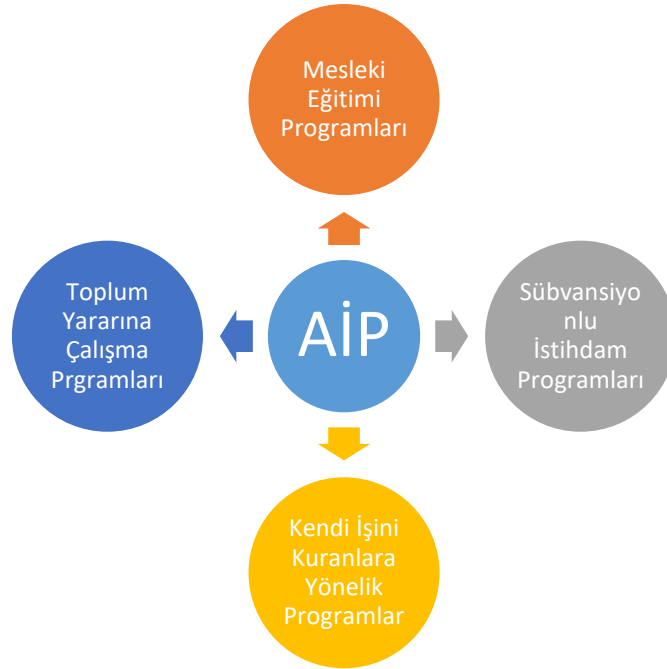 Mesleki
Eğitimi
Programları
Toplum
Yararına
Çalışma
Prgramları
AİP
Sübvansiyo
nlu
İstihdam
Programları
Kendi İşini
Kuranlara
Yönelik
Programlar